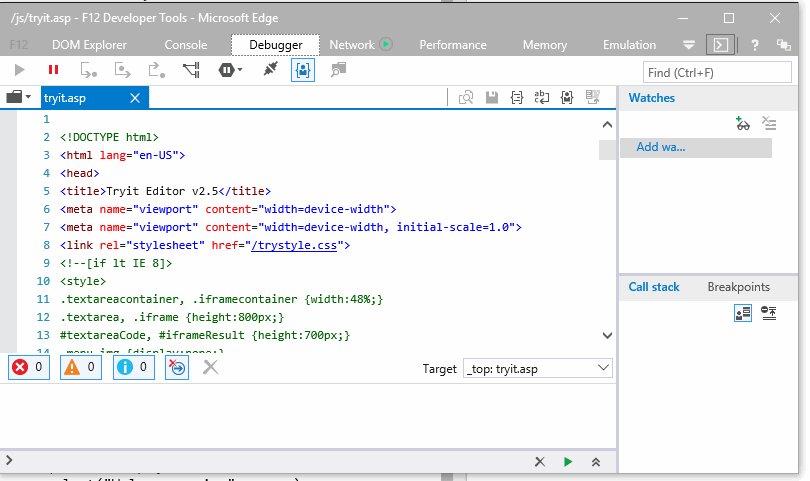 /js/tryit.asp - F12 Developer Tools - Microsoft Edge
F12 DOM Explorer Console Debugger Network Performance Memory Emulation ?
Find (Ctrl+F)
tryit.asp
Watches
Add wa...
1
2 <!DOCTYPE html>
3 <html lang="en-US">
4 <head>
5 <title>Tryit Editor v2.5</title>
6 <meta name="viewport" content="width=device-width">
7 <meta name="viewport" content="width=device-width, initial-scale=1.0">
8 <link rel="stylesheet" href="/trystyle.css">
9 <!--[if lt IE 8]>
10 <style>
11 .textareacontainer, .iframecontainer {width:48%;}
12 .textarea, .iframe {height:800px;}
13 #textareaCode, #iframeResult {height:700px;}
14 .menu img {display:none;}
Call stack Breakpoints
0 0 0
Target _top: tryit.asp